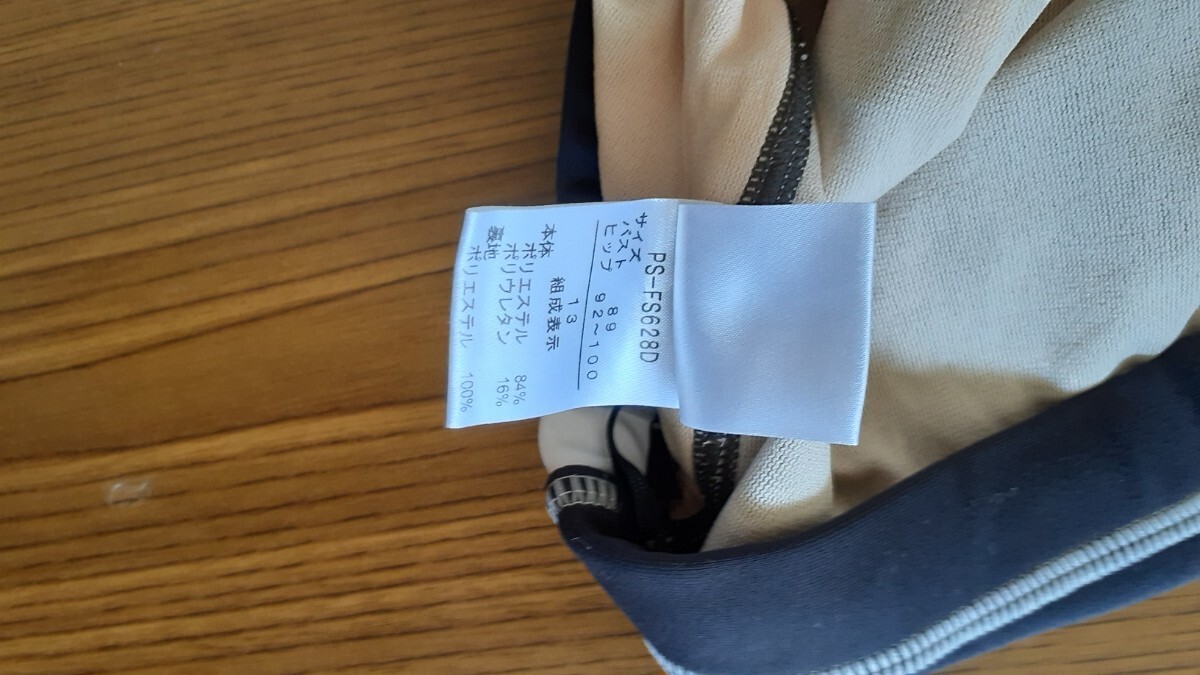 PS-FS628D
サイズ
バスト 89
ヒップ 92～100
13
組成表示
本体
ポリエステル 84%
ポリウレタン 16%
裏地
ポリエステル 100%